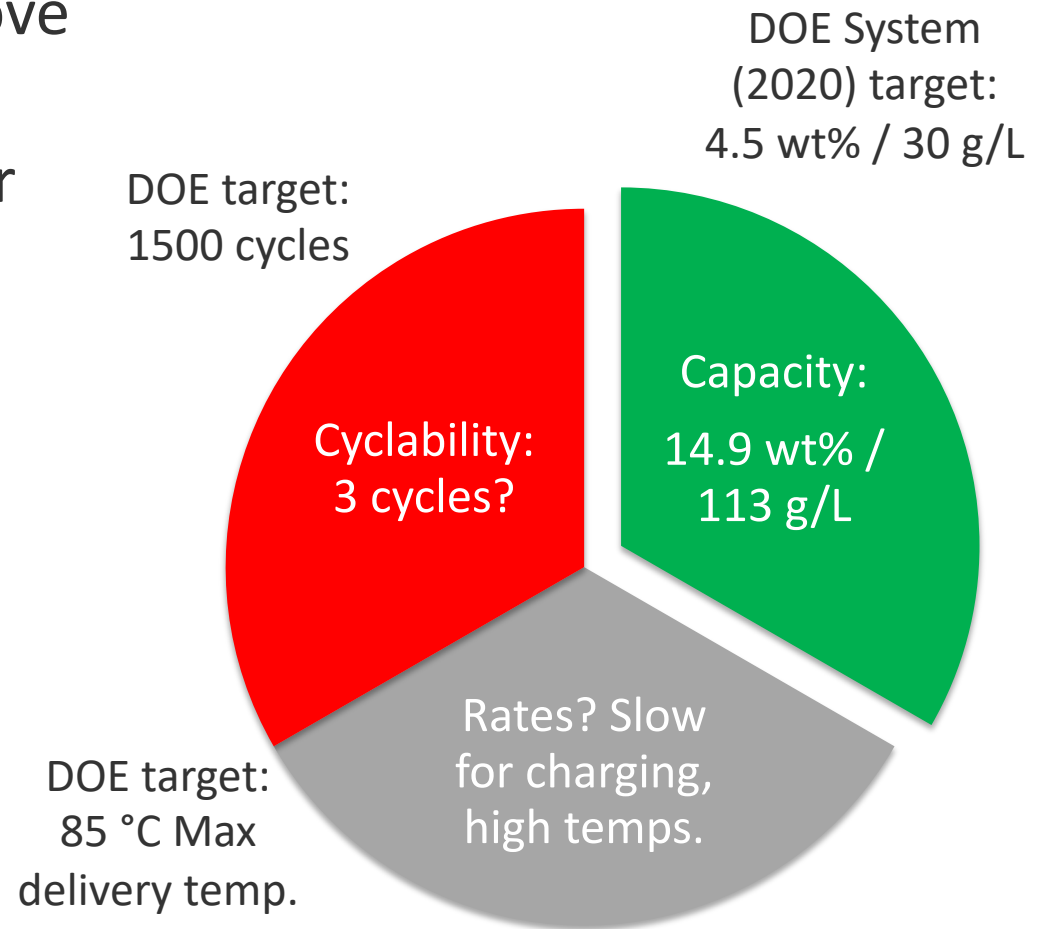 DOE System
(2020) target:
4.5 wt% / 30 g/L
DOE target:
1500 cycles
Capacity:
14.9 wt% /
113 g/L
Cyclability:
3 cycles?
Rates? Slow
for charging,
high temps.
DOE target:
85 °C Max
delivery temp.